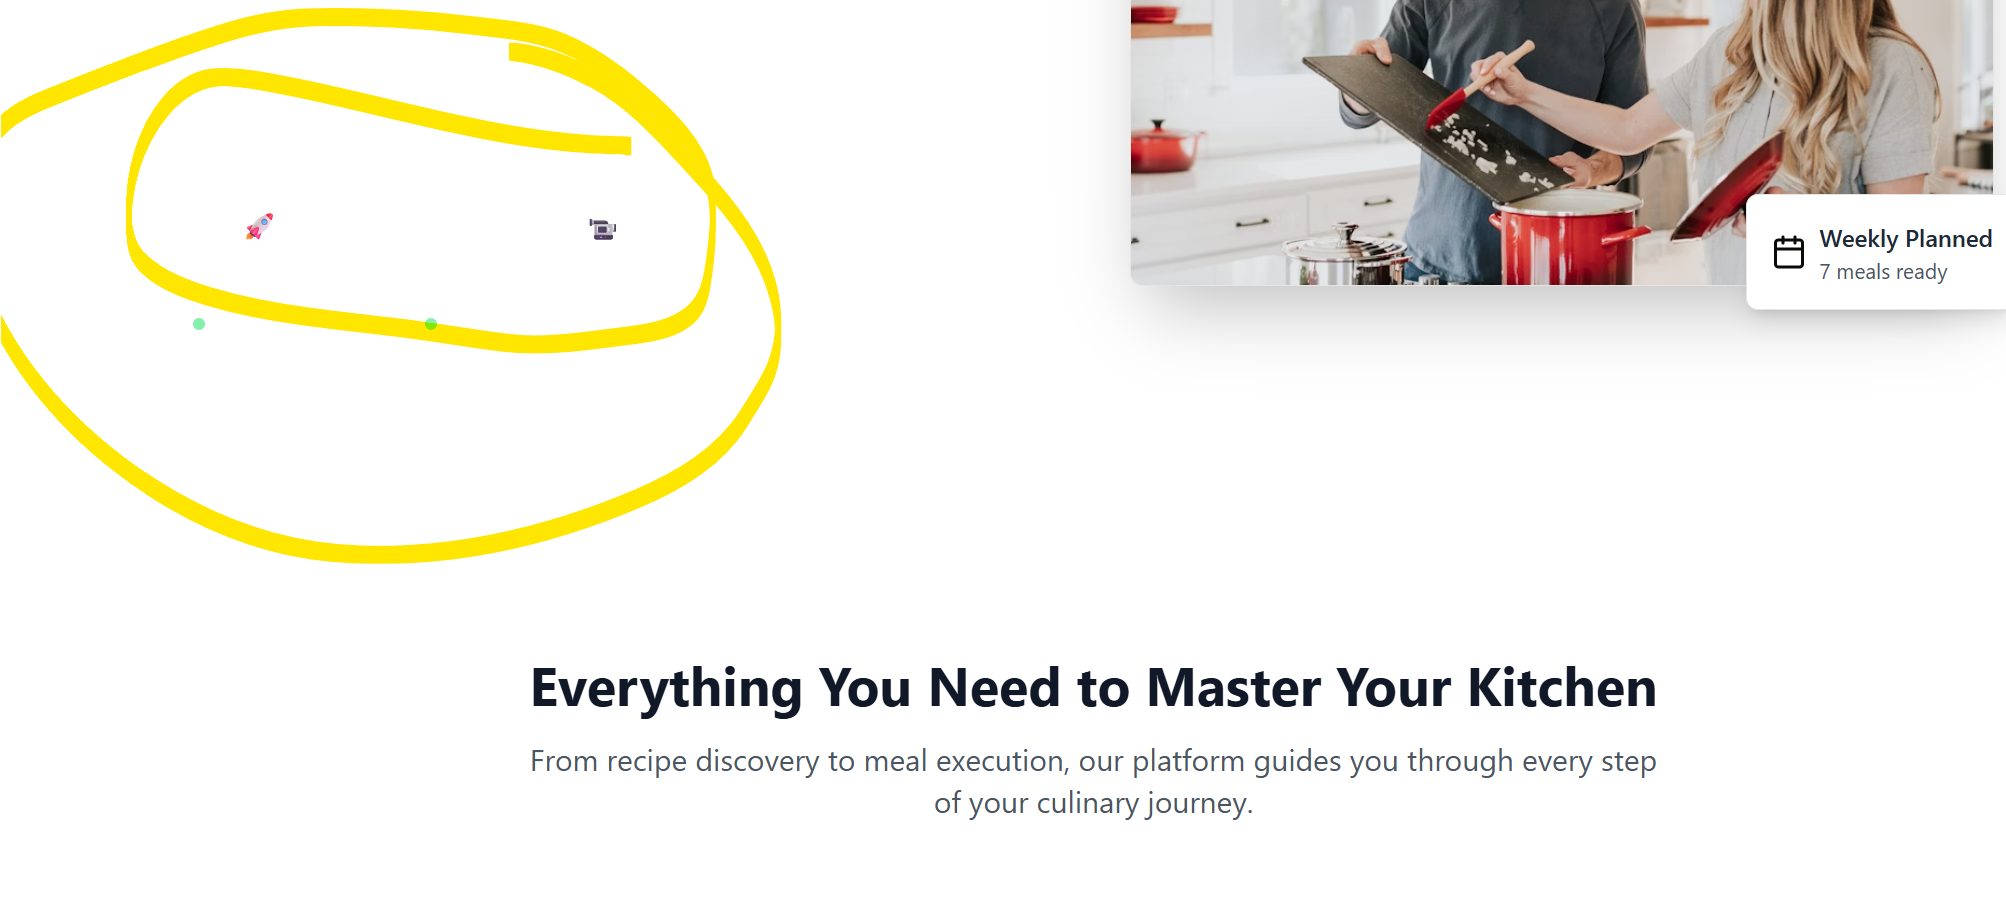 Weekly Planned
7 meals ready
Everything You Need to Master Your Kitchen
From recipe discovery to meal execution, our platform guides you through every step
of your culinary journey.